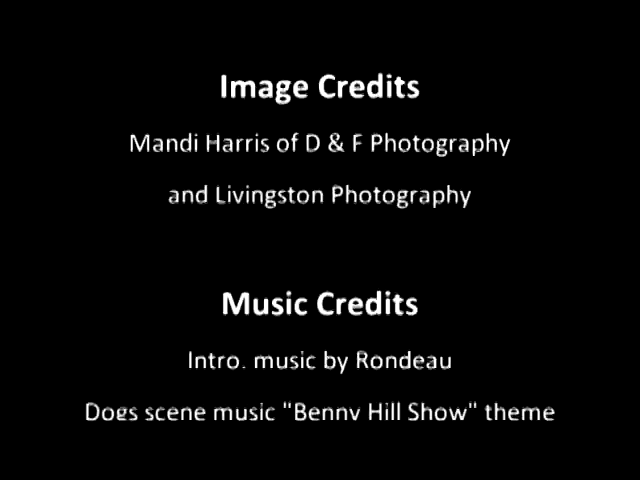 Image Credits
Mandi Harris of D & F Photography
and Livingston Photography
Music Credits
Intro. music by Rondeau
Dogs scene music "Benny Hill Show" theme